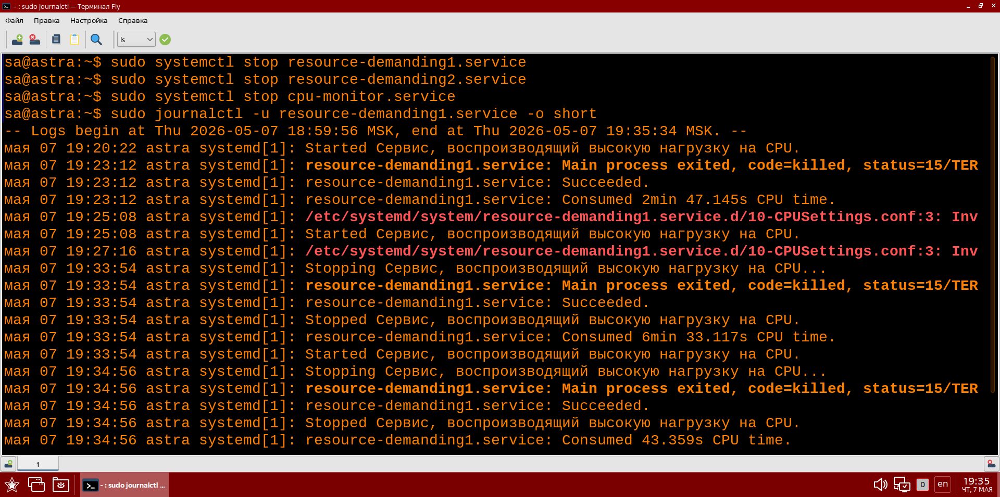 - : sudo journalctl — Терминал Fly
Файл Правка Настройка Справка
ls
sa@astra:~$ sudo systemctl stop resource-demanding1.service
sa@astra:~$ sudo systemctl stop resource-demanding2.service
sa@astra:~$ sudo systemctl stop cpu-monitor.service
sa@astra:~$ sudo journalctl -u resource-demanding1.service -o short
-- Logs begin at Thu 2026-05-07 18:59:56 MSK, end at Thu 2026-05-07 19:35:34 MSK. --
мая 07 19:20:22 astra systemd[1]: Started Сервис, воспроизводящий высокую нагрузку на CPU.
мая 07 19:23:12 astra systemd[1]: resource-demanding1.service: Main process exited, code=killed, status=15/TER
мая 07 19:23:12 astra systemd[1]: resource-demanding1.service: Succeeded.
мая 07 19:23:12 astra systemd[1]: resource-demanding1.service: Consumed 2min 47.145s CPU time.
мая 07 19:25:08 astra systemd[1]: /etc/systemd/system/resource-demanding1.service.d/10-CPUSettings.conf:3: Inv
мая 07 19:25:08 astra systemd[1]: Started Сервис, воспроизводящий высокую нагрузку на CPU.
мая 07 19:27:16 astra systemd[1]: /etc/systemd/system/resource-demanding1.service.d/10-CPUSettings.conf:3: Inv
мая 07 19:33:54 astra systemd[1]: Stopping Сервис, воспроизводящий высокую нагрузку на CPU...
мая 07 19:33:54 astra systemd[1]: resource-demanding1.service: Main process exited, code=killed, status=15/TER
мая 07 19:33:54 astra systemd[1]: resource-demanding1.service: Succeeded.
мая 07 19:33:54 astra systemd[1]: Stopped Сервис, воспроизводящий высокую нагрузку на CPU.
мая 07 19:33:54 astra systemd[1]: resource-demanding1.service: Consumed 6min 33.117s CPU time.
мая 07 19:33:54 astra systemd[1]: Started Сервис, воспроизводящий высокую нагрузку на CPU.
мая 07 19:34:56 astra systemd[1]: Stopping Сервис, воспроизводящий высокую нагрузку на CPU...
мая 07 19:34:56 astra systemd[1]: resource-demanding1.service: Main process exited, code=killed, status=15/TER
мая 07 19:34:56 astra systemd[1]: resource-demanding1.service: Succeeded.
мая 07 19:34:56 astra systemd[1]: Stopped Сервис, воспроизводящий высокую нагрузку на CPU.
мая 07 19:34:56 astra systemd[1]: resource-demanding1.service: Consumed 43.359s CPU time.
1
- : sudo journalctl ...
0
en
19:35
ЧТ, 7 МАЯ